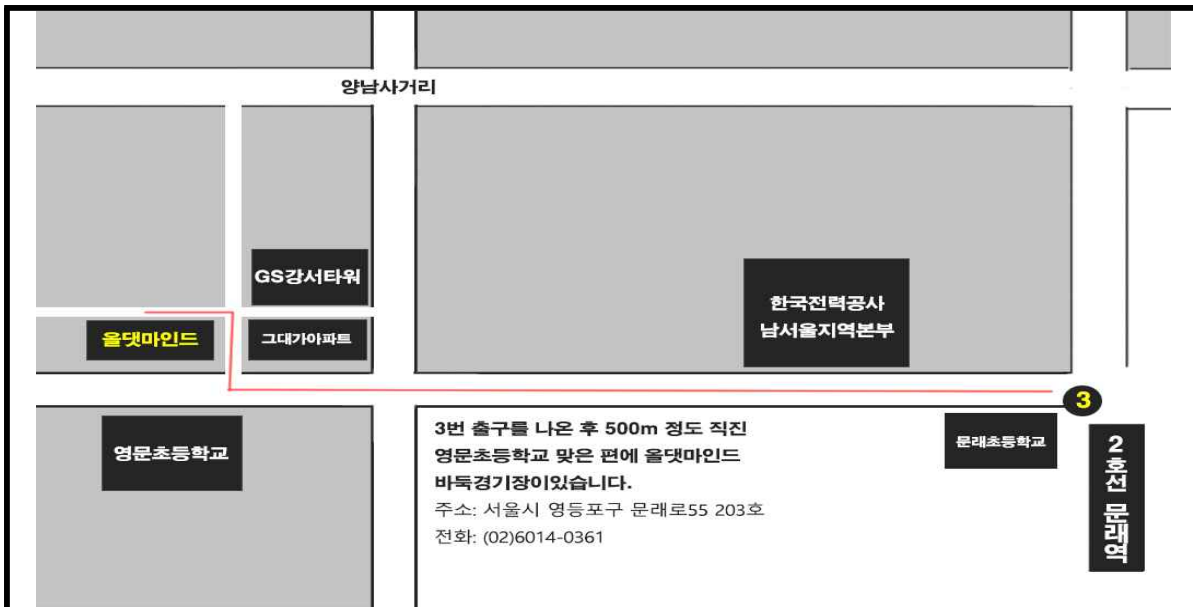 양남사거리
GS강서타워
올댓마인드
그대가아파트
한국전력공사
남서울지역본부
3
영문초등학교
3번 출구를 나온 후 500m 정도 직진
영문초등학교 맞은 편에 올댓마인드
바둑경기장이있습니다.
주소: 서울시 영등포구 문래로55 203호
전화: (02)6014-0361
문래초등학교
2호선 문래역